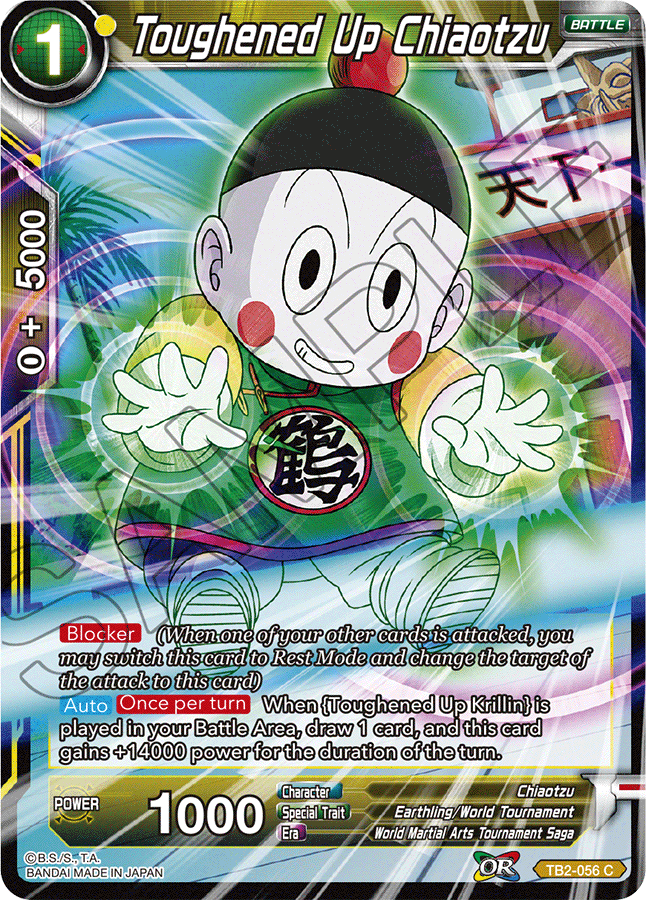 1
Toughened Up Chiaotzu
BATTLE
天下一
0 + 5000
鶴
SAMPLE
Blocker (When one of your other cards is attacked, you
may switch this card to Rest Mode and change the target of
the attack to this card)
Auto Once per turn When {Toughened Up Krillin} is
played in your Battle Area, draw 1 card, and this card
gains +14000 power for the duration of the turn.
POWER 1000
Character Chiaotzu
Special Trait Earthling/World Tournament
Era World Martial Arts Tournament Saga
©B.S./S., T.A.
BANDAI MADE IN JAPAN
OR
TB2-056 C